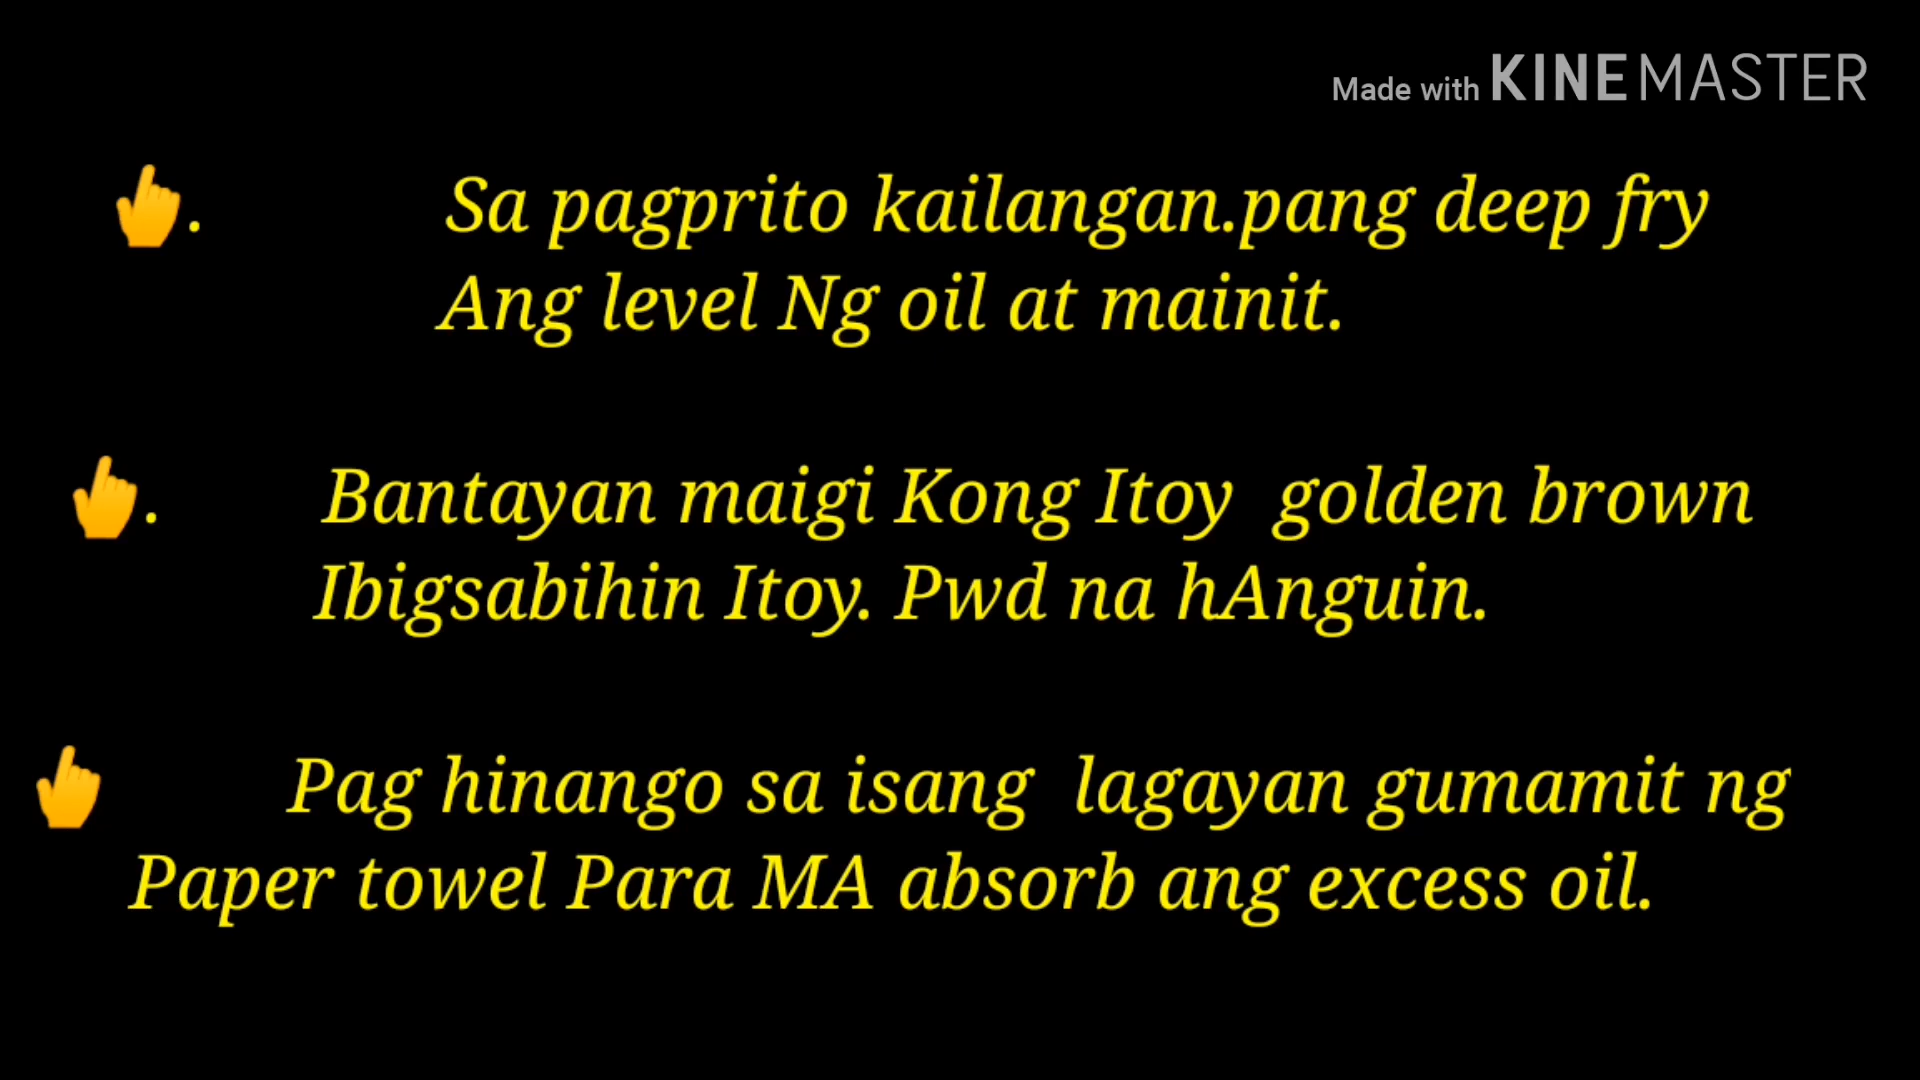 Made with KINEMASTER
👆. Sa pagprito kailangan.pang deep fry
Ang level Ng oil at mainit.
👆. Bantayan maigi Kong Itoy golden brown
Ibigsabihin Itoy. Pwd na hAnguin.
👆 Pag hinango sa isang lagayan gumamit ng
Paper towel Para MA absorb ang excess oil.